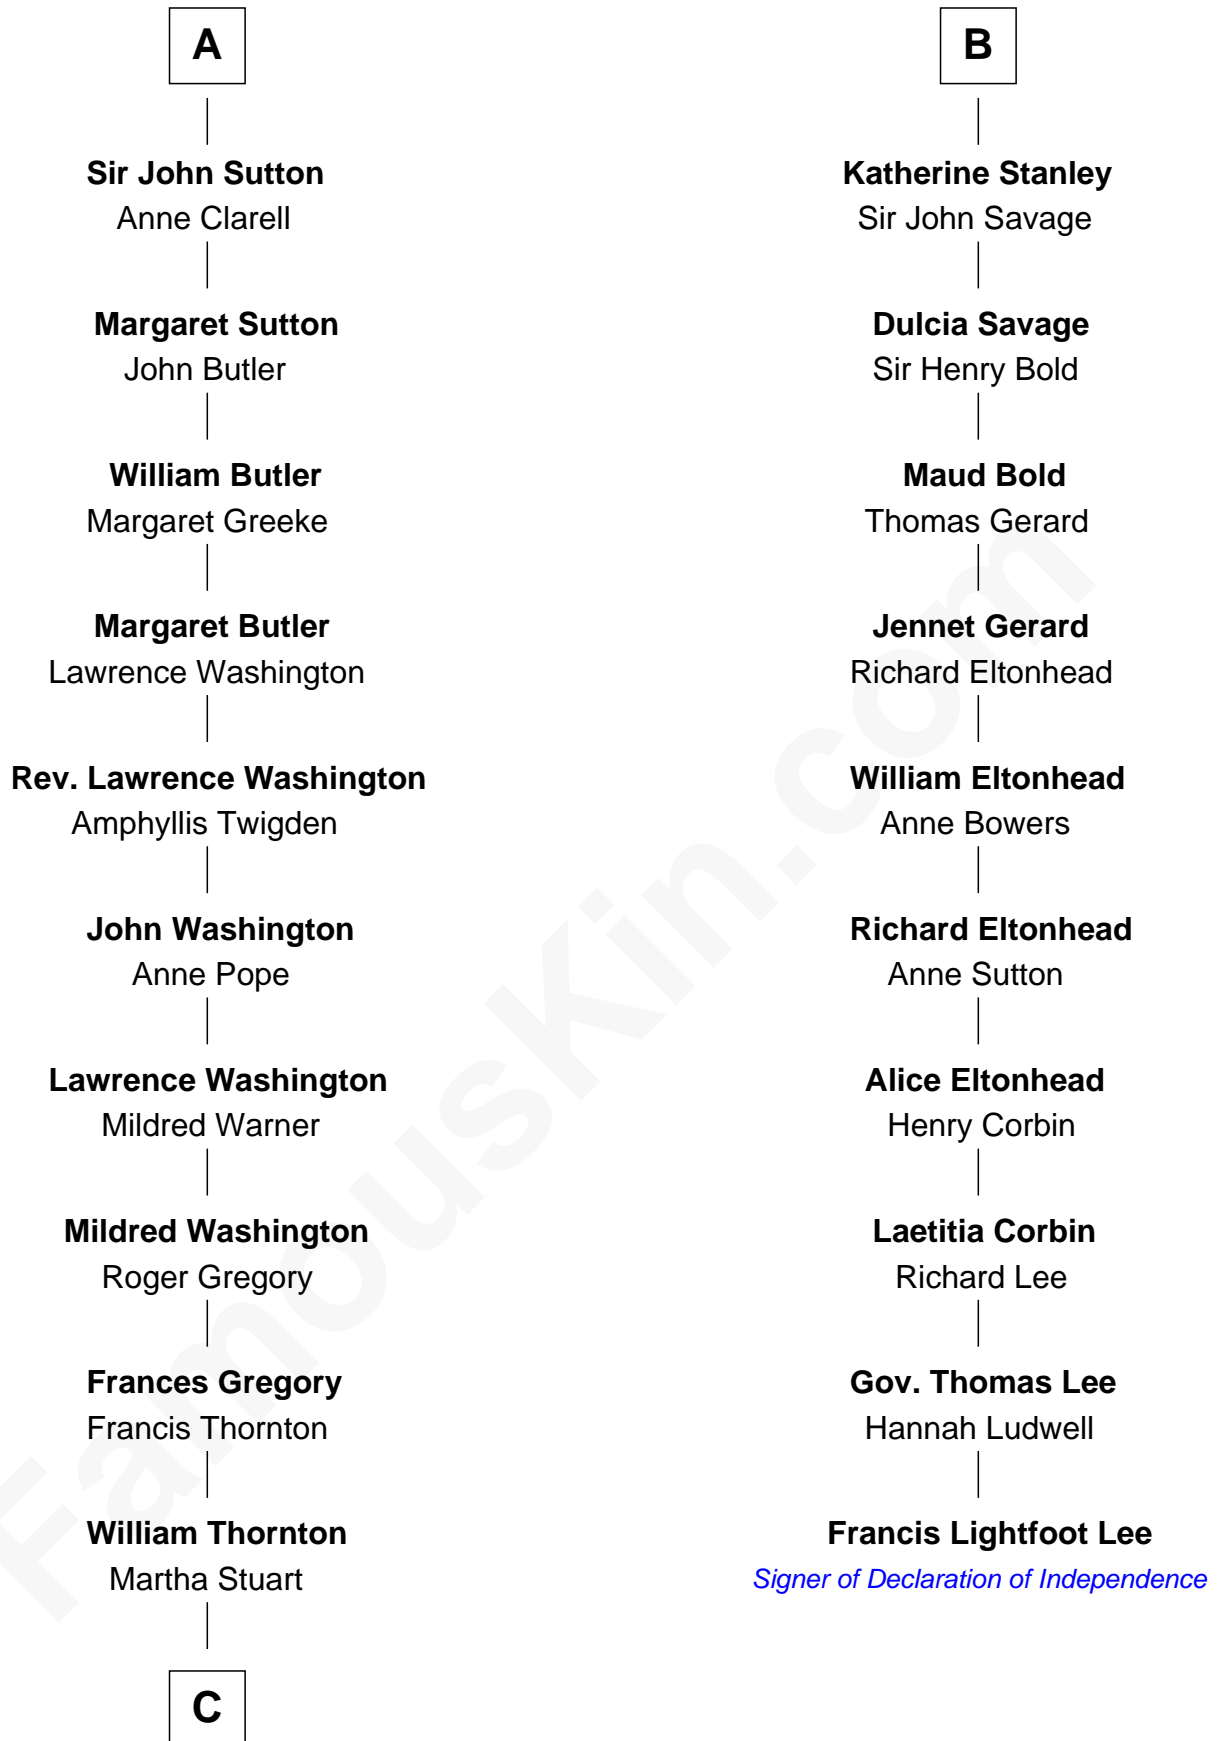 A
Sir John Sutton
Anne Clarell
Margaret Sutton
John Butler
William Butler
Margaret Greeke
Margaret Butler
Lawrence Washington
Rev. Lawrence Washington
Amphyllis Twigden
John Washington
Anne Pope
Lawrence Washington
Mildred Warner
Mildred Washington
Roger Gregory
Frances Gregory
Francis Thornton
William Thornton
Martha Stuart
C
B
Katherine Stanley
Sir John Savage
Dulcia Savage
Sir Henry Bold
Maud Bold
Thomas Gerard
Jennet Gerard
Richard Eltonhead
William Eltonhead
Anne Bowers
Richard Eltonhead
Anne Sutton
Alice Eltonhead
Henry Corbin
Laetitia Corbin
Richard Lee
Gov. Thomas Lee
Hannah Ludwell
Francis Lightfoot Lee
Signer of Declaration of Independence
FamousKin.com